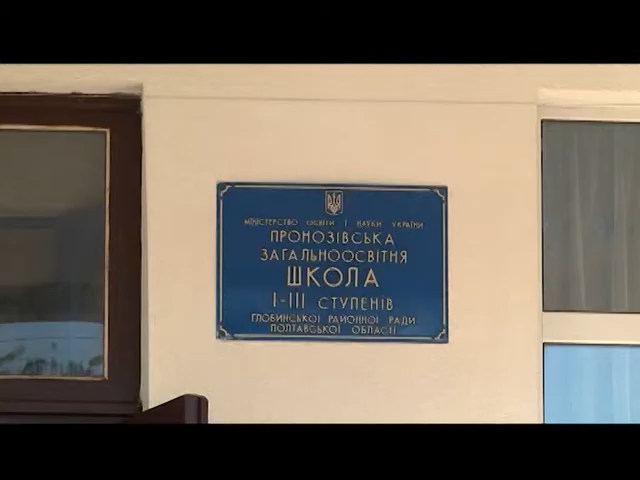 МІНІСТЕРСТВО ОСВІТИ І НАУКИ УКРАЇНИ
ПРОНОЗІВСЬКА
ЗАГАЛЬНООСВІТНЯ
ШКОЛА
І-ІІІ СТУПЕНІВ
ГЛОБИНСЬКОЇ РАЙОННОЇ РАДИ
ПОЛТАВСЬКОЇ ОБЛАСТІ